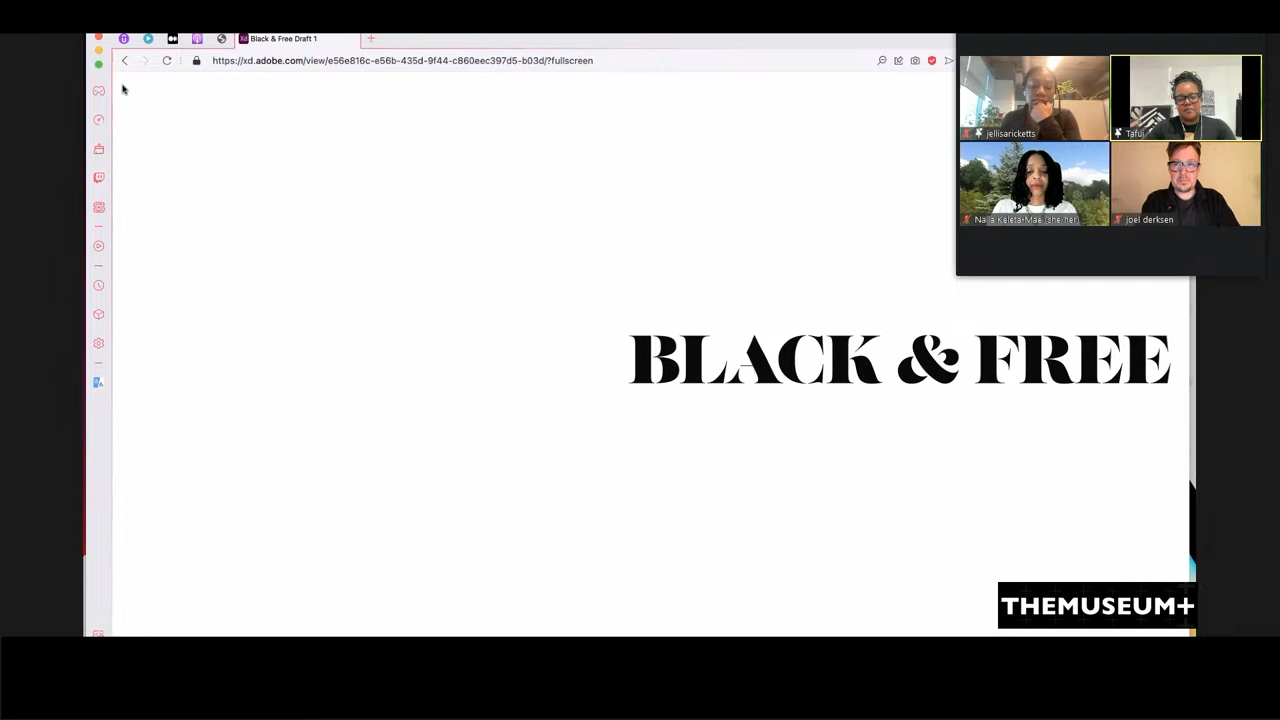 Black & Free Draft 1
https://xd.adobe.com/view/e56e816c-e56b-435d-9f44-c860eec397d5-b03d/?fullscreen
jellisaricketts
Tafui
Naila Keleta-Mae (she/her)
joel derksen
BLACK & FREE
THEMUSEUM+